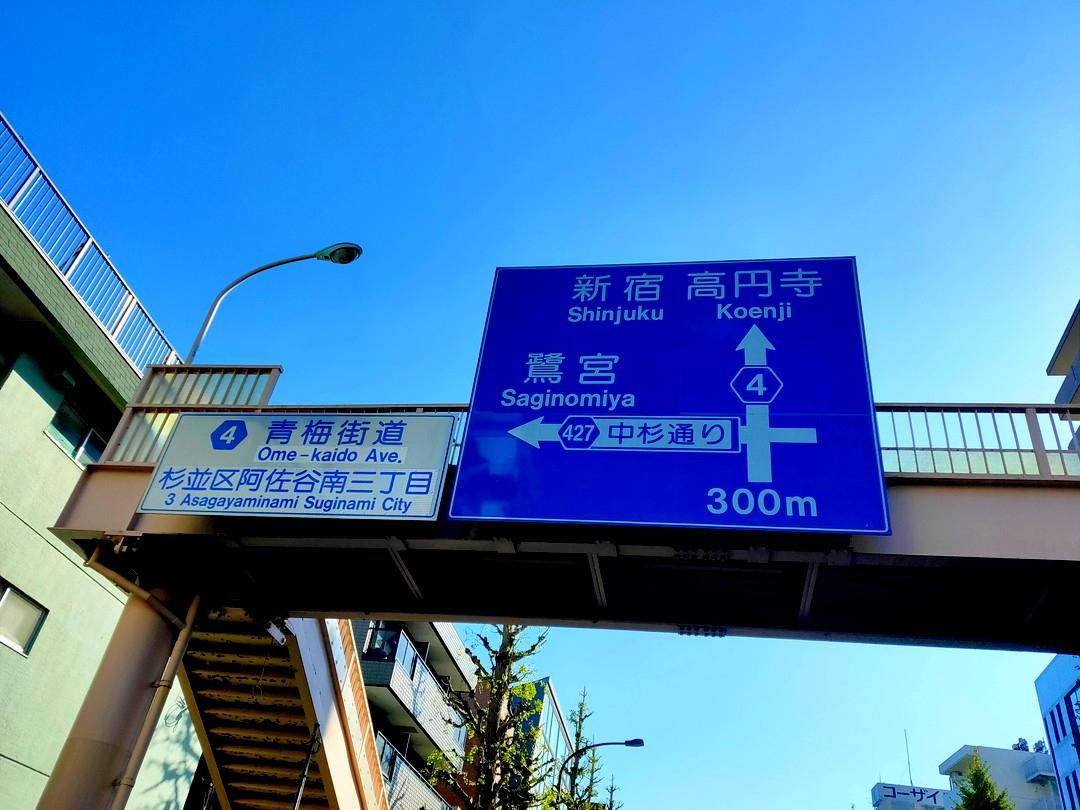 新宿 高円寺
Shinjuku Koenji
鷺宮
Saginomiya
4
427 中杉通り
300m
4 青梅街道
Ome-kaido Ave.
杉並区阿佐谷南三丁目
3 Asagayaminami Suginami City
コーザイ